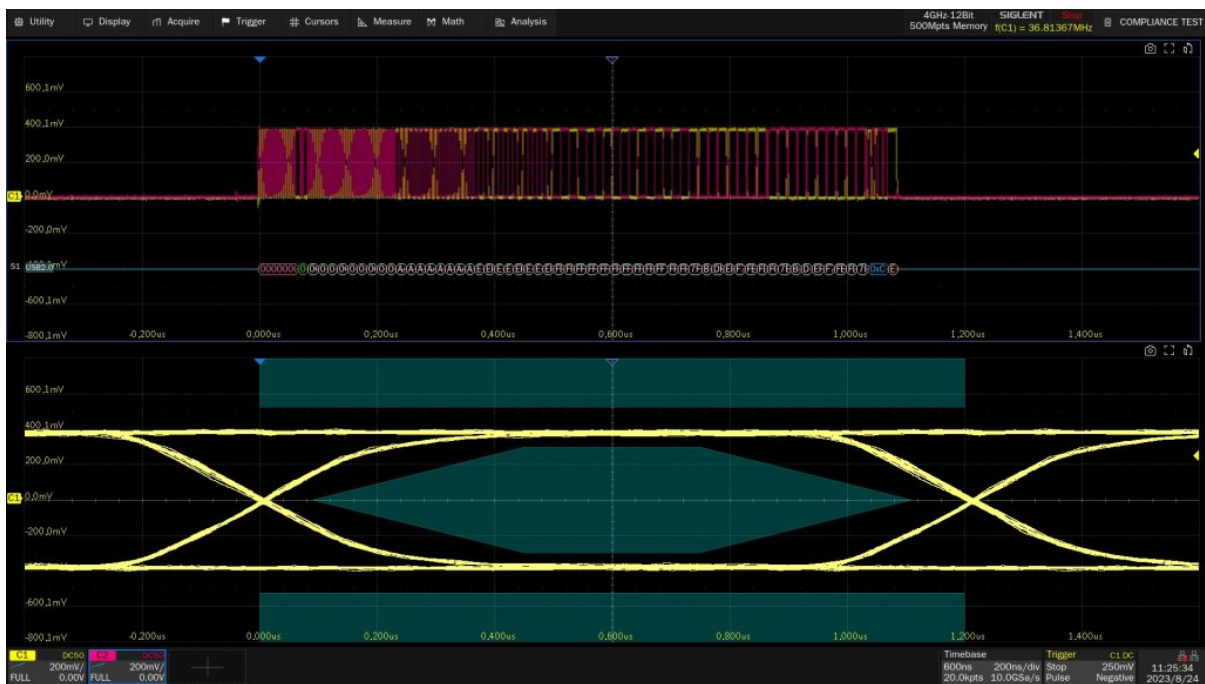 Utility Display Acquire Trigger Cursors Measure Math Analysis
4GHz-12Bit SIGLENT Stop
500Mpts Memory f(C1) = 36.81367MHz
COMPLIANCE TEST
600.1mV
400.1mV
200.0mV
C1 0.0mV
-200.0mV
S1 USB2.0
-600.1mV
-800.1mV -0.200us 0.000us 0.200us 0.400us 0.600us 0.800us 1.000us 1.200us 1.400us
600.1mV
400.1mV
200.0mV
C1 0.0mV
-200.0mV
-600.1mV
-800.1mV -0.200us 0.000us 0.200us 0.400us 0.600us 0.800us 1.000us 1.200us 1.400us
C1 DC50 C2 DC50
200mV/ 200mV/
FULL 0.00V FULL 0.00V
Timebase Trigger C1 DC
600ns 200ns/div Stop 250mV
20.0kpts 10.0GSa/s Pulse Negative
11:25:34
2023/8/24